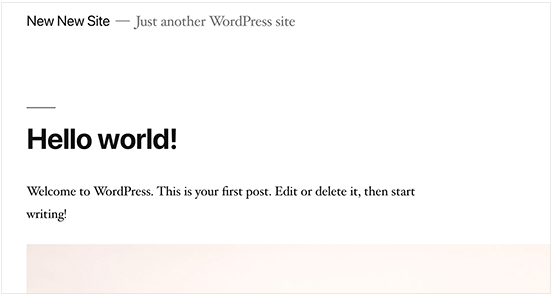 New New Site — Just another WordPress site
Hello world!
Welcome to WordPress. This is your first post. Edit or delete it, then start
writing!